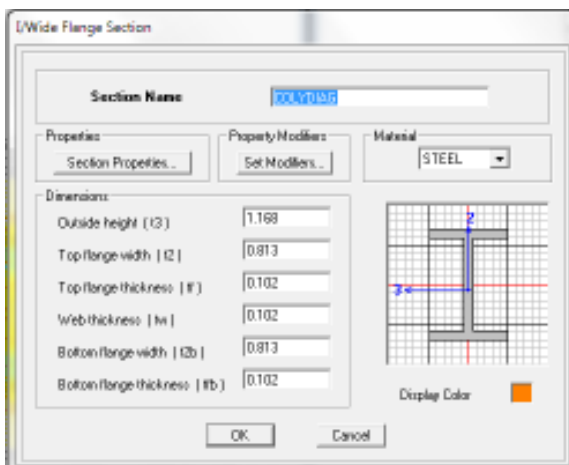 I/Wide Flange Section
Section Name COLYDIAG
Properties Property Modifiers Material
Section Properties... Set Modifiers... STEEL
Dimensions
Outside height ( t3 ) 1.168
Top flange width ( t2 ) 0.813
Top flange thickness ( tf ) 0.102
Web thickness ( tw ) 0.102
Bottom flange width ( t2b ) 0.813
Bottom flange thickness ( tfb ) 0.102
2
3
Display Color
OK Cancel